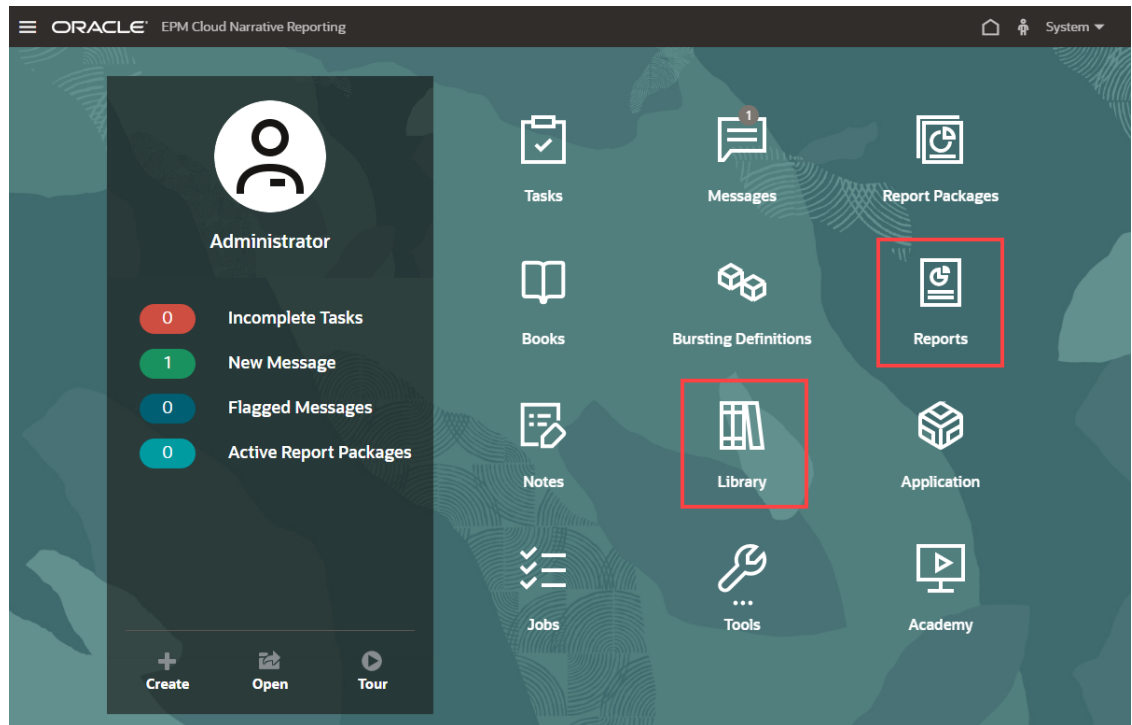 ORACLE EPM Cloud Narrative Reporting
System
Administrator
0 Incomplete Tasks
1 New Message
0 Flagged Messages
0 Active Report Packages
Create Open Tour
1
Tasks Messages Report Packages
Books Bursting Definitions Reports
Notes Library Application
Jobs Tools Academy